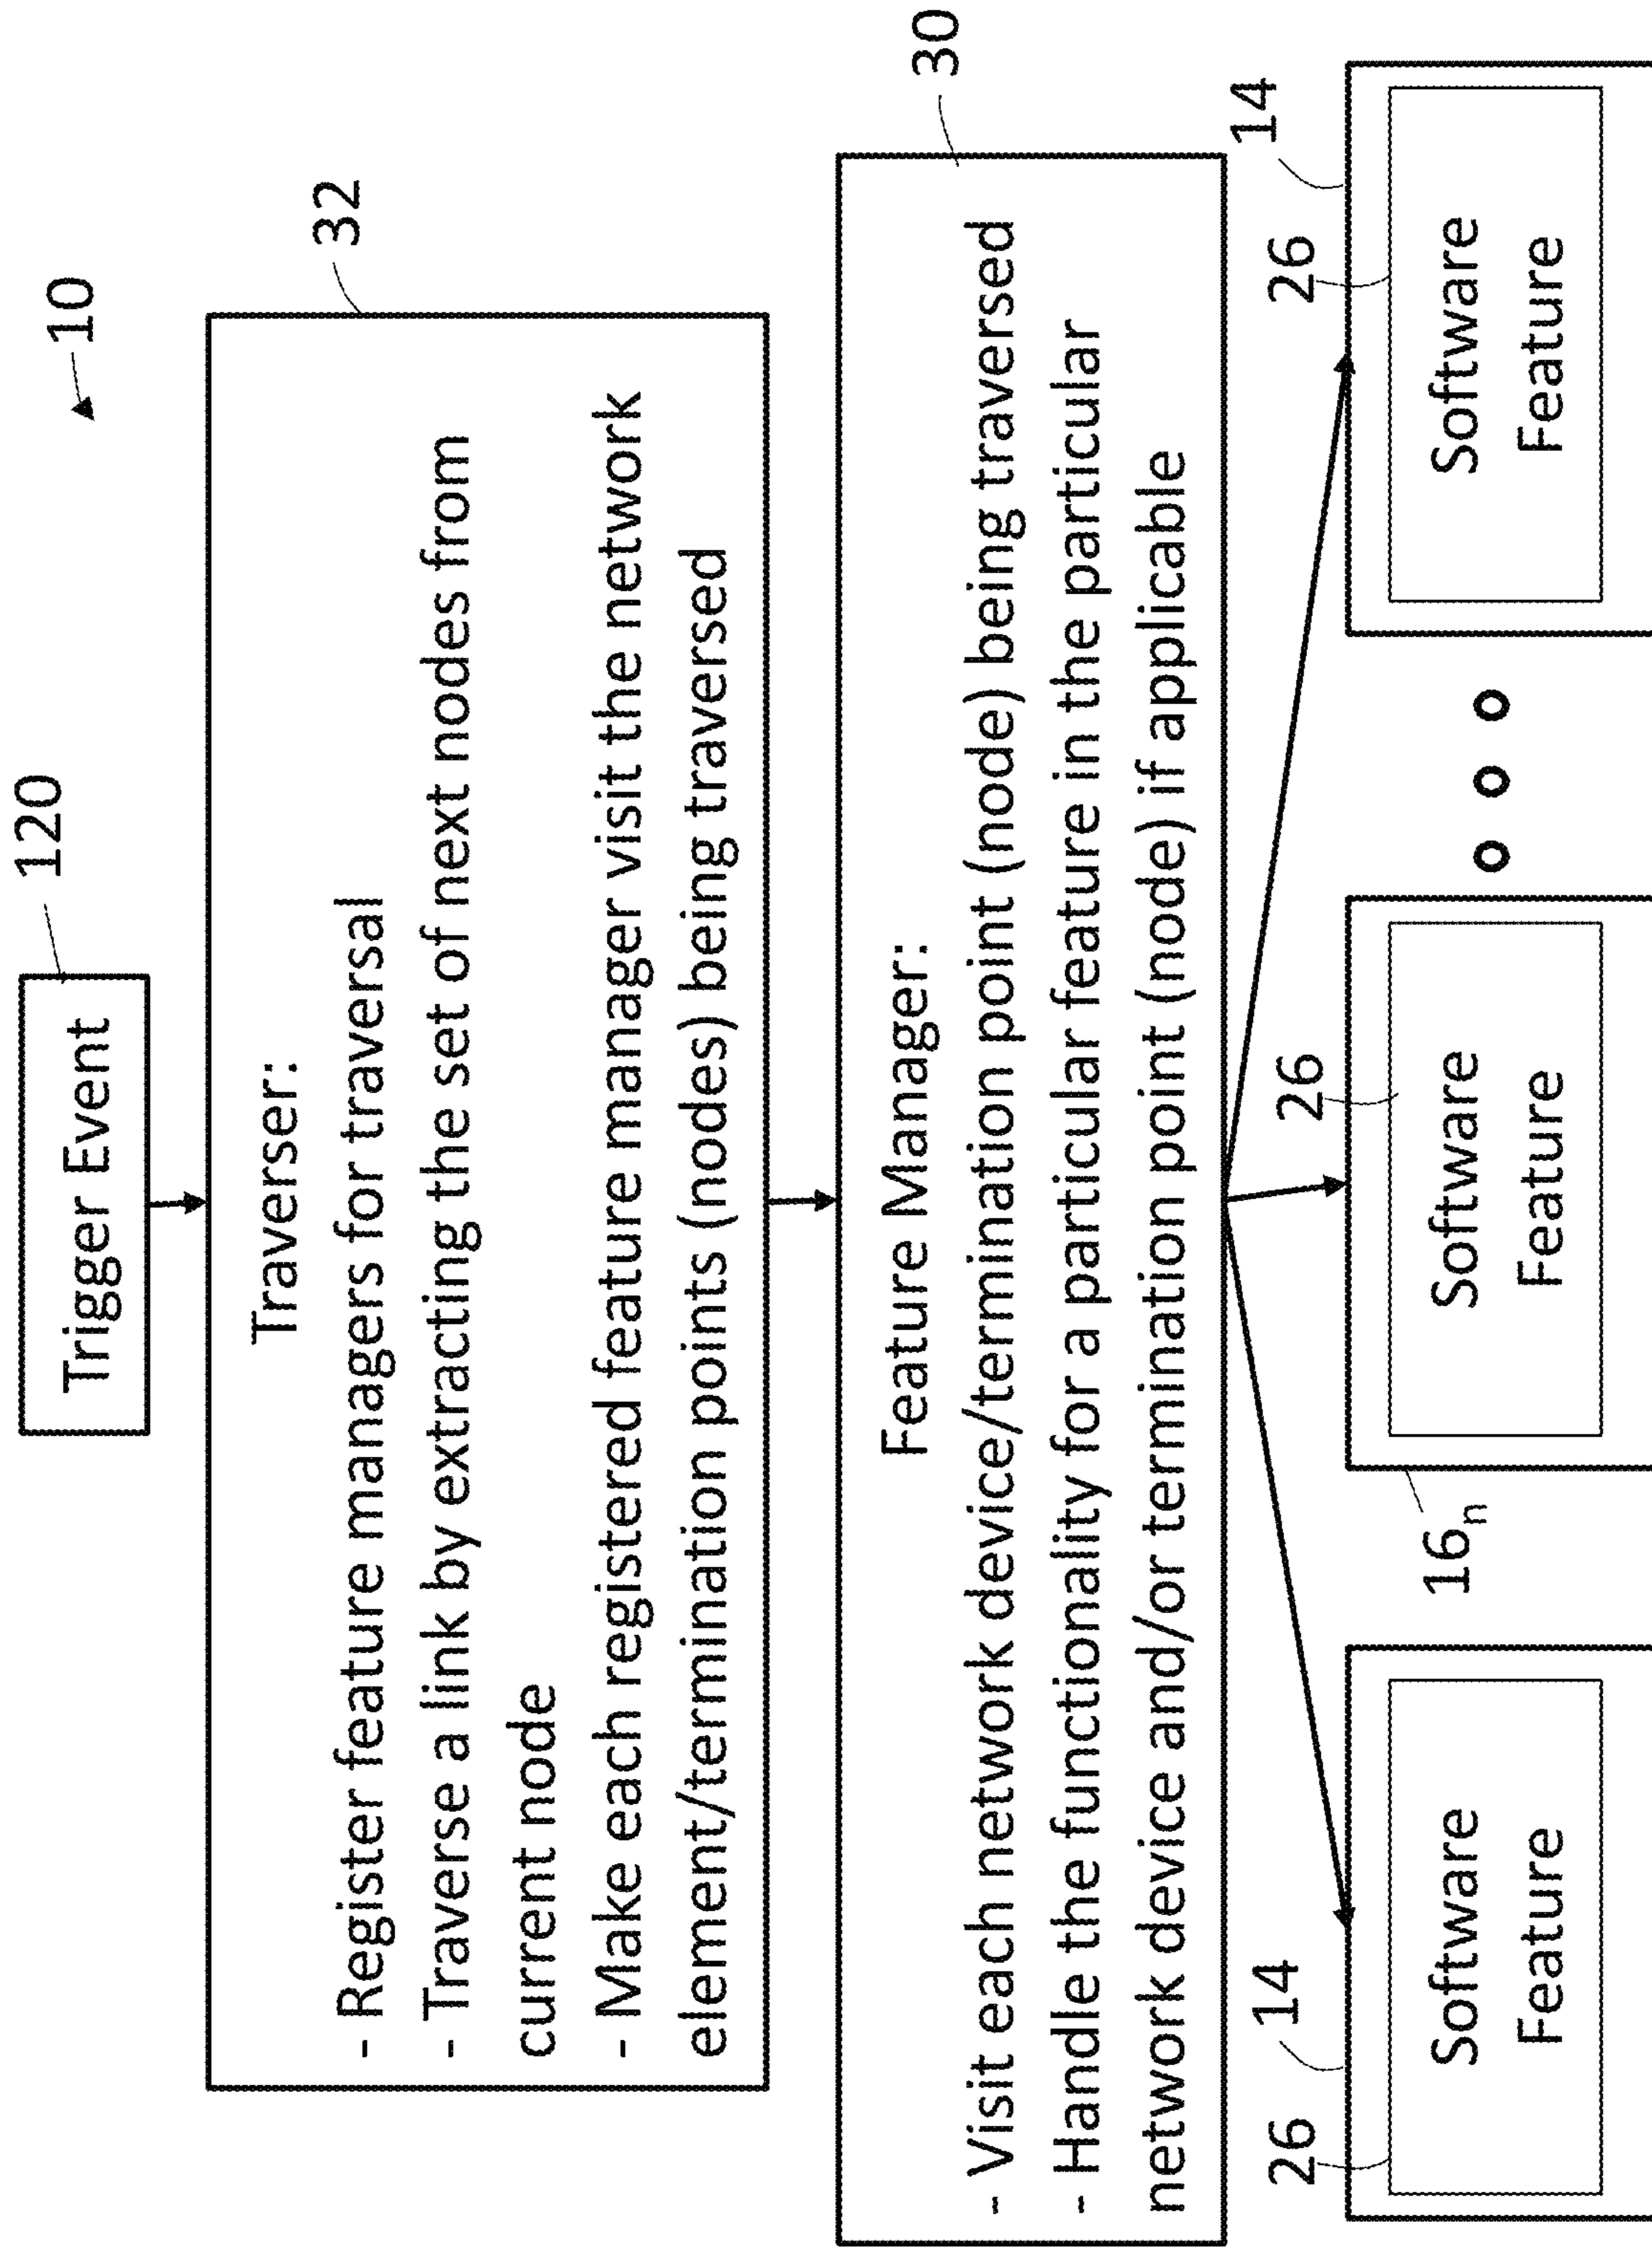 10
120
Trigger Event
32
Traverser:
- Register feature managers for traversal
- Traverse a link by extracting the set of next nodes from
current node
- Make each registered feature manager visit the network
element/termination points (nodes) being traversed
30
Feature Manager:
- Visit each network device/termination point (node) being traversed
- Handle the functionality for a particular feature in the particular
network device and/or termination point (node) if applicable
26
14
26
26
14
16n
Software
Feature
Software
Feature
Software
Feature